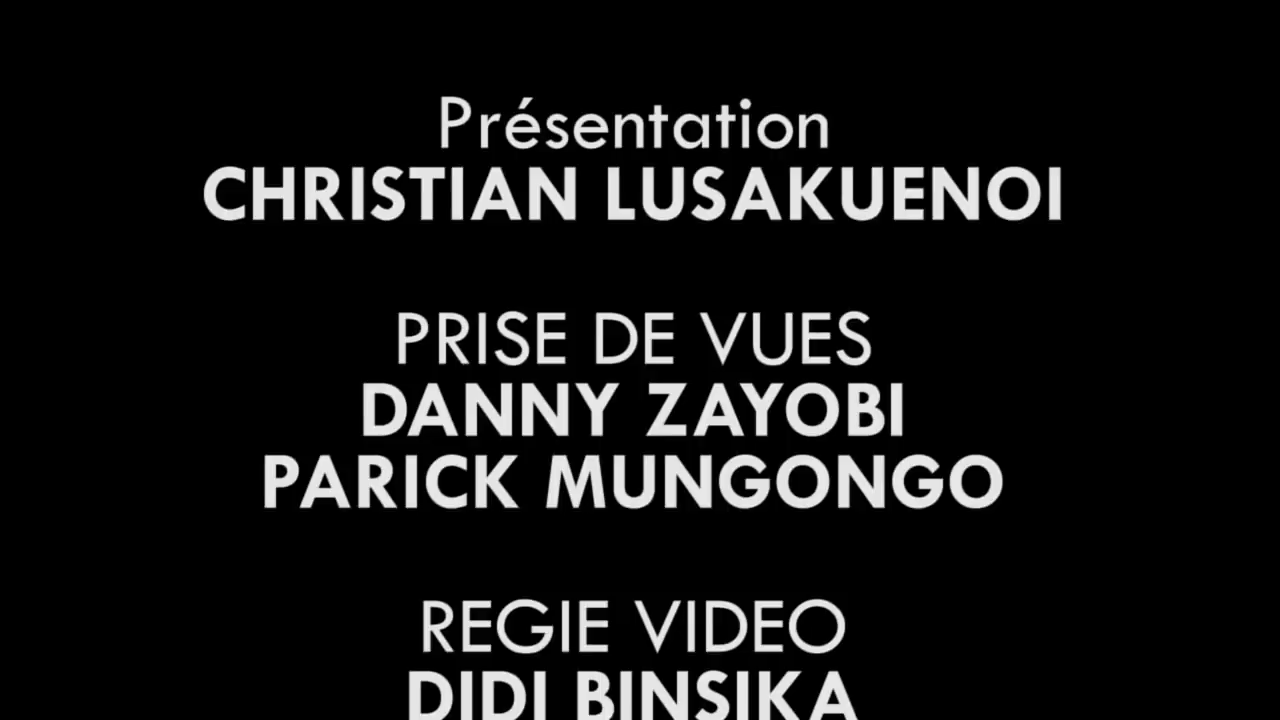 Présentation
CHRISTIAN LUSAKUENOI
PRISE DE VUES
DANNY ZAYOBI
PARICK MUNGONGO
REGIE VIDEO
DIDI BINSIKA